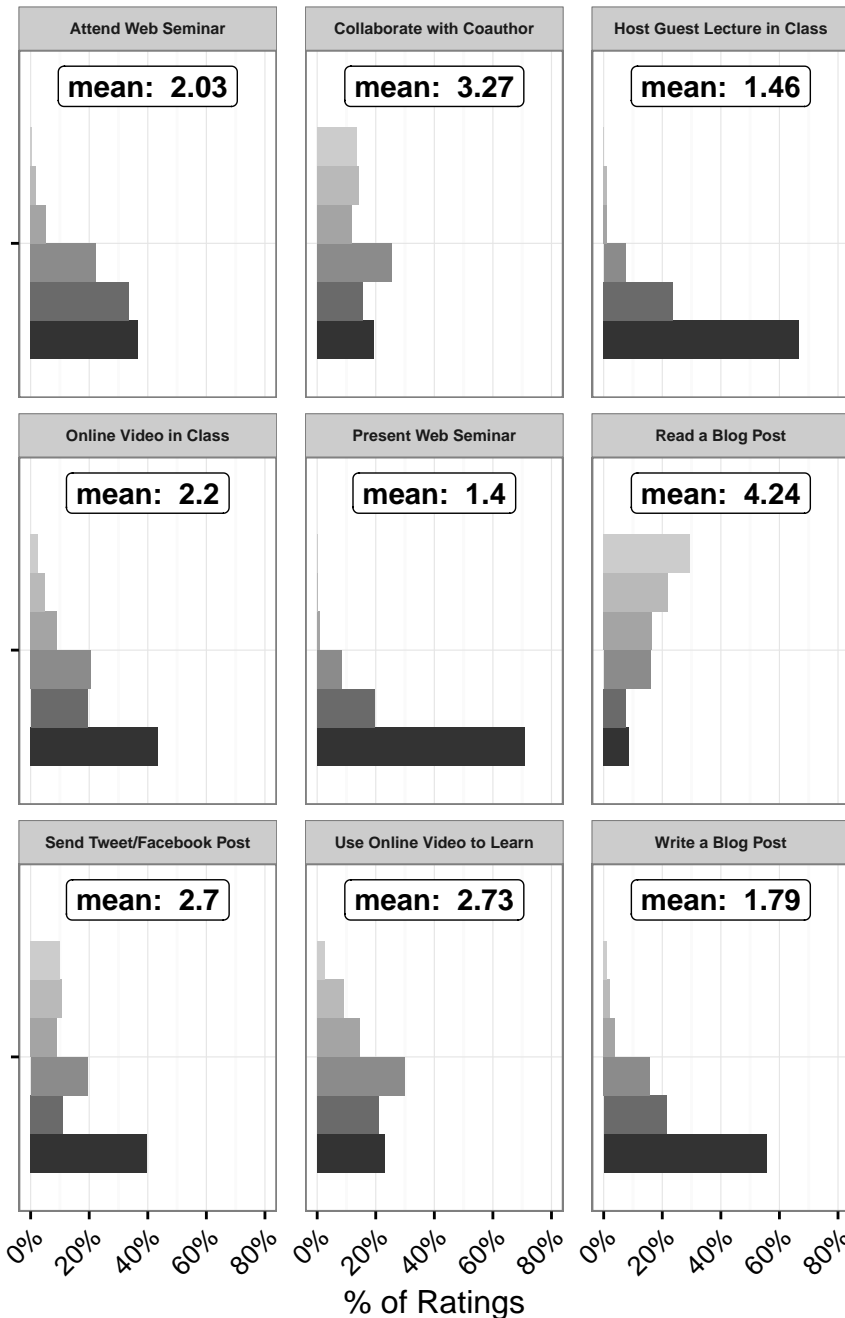 Attend Web Seminar
Collaborate with Coauthor
Host Guest Lecture in Class
mean: 2.03
mean: 3.27
mean: 1.46
Online Video in Class
Present Web Seminar
Read a Blog Post
mean: 2.2
mean: 1.4
mean: 4.24
Send Tweet/Facebook Post
Use Online Video to Learn
Write a Blog Post
mean: 2.7
mean: 2.73
mean: 1.79
0% 20% 40% 60% 80%
0% 20% 40% 60% 80%
0% 20% 40% 60% 80%
% of Ratings